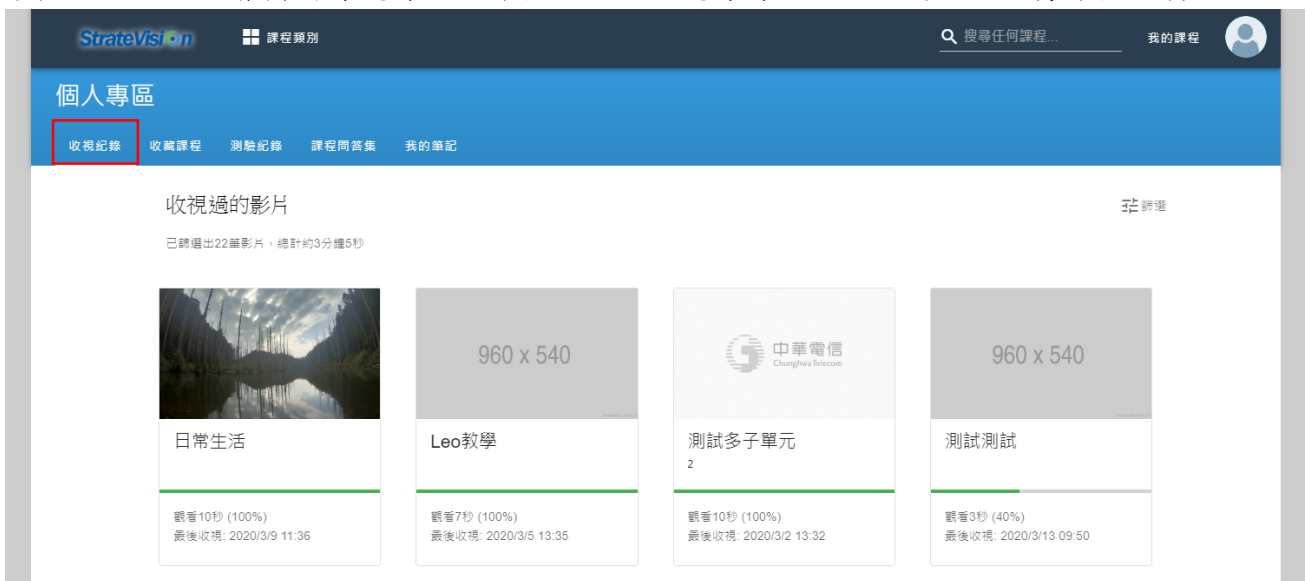 StrateVision 課程類別 搜尋任何課程... 我的課程
個人專區
收視紀錄 收藏課程 測驗紀錄 課程問答集 我的筆記
收視過的影片 篩選
已篩選出22筆影片，總計約3分鐘5秒
960 x 540 中華電信 960 x 540
Chunghwa Telecom
日常生活 Leo教學 測試多子單元 測試測試
2
觀看10秒 (100%) 觀看7秒 (100%) 觀看10秒 (100%) 觀看3秒 (40%)
最後收視: 2020/3/9 11:36 最後收視: 2020/3/5 13:35 最後收視: 2020/3/2 13:32 最後收視: 2020/3/13 09:50